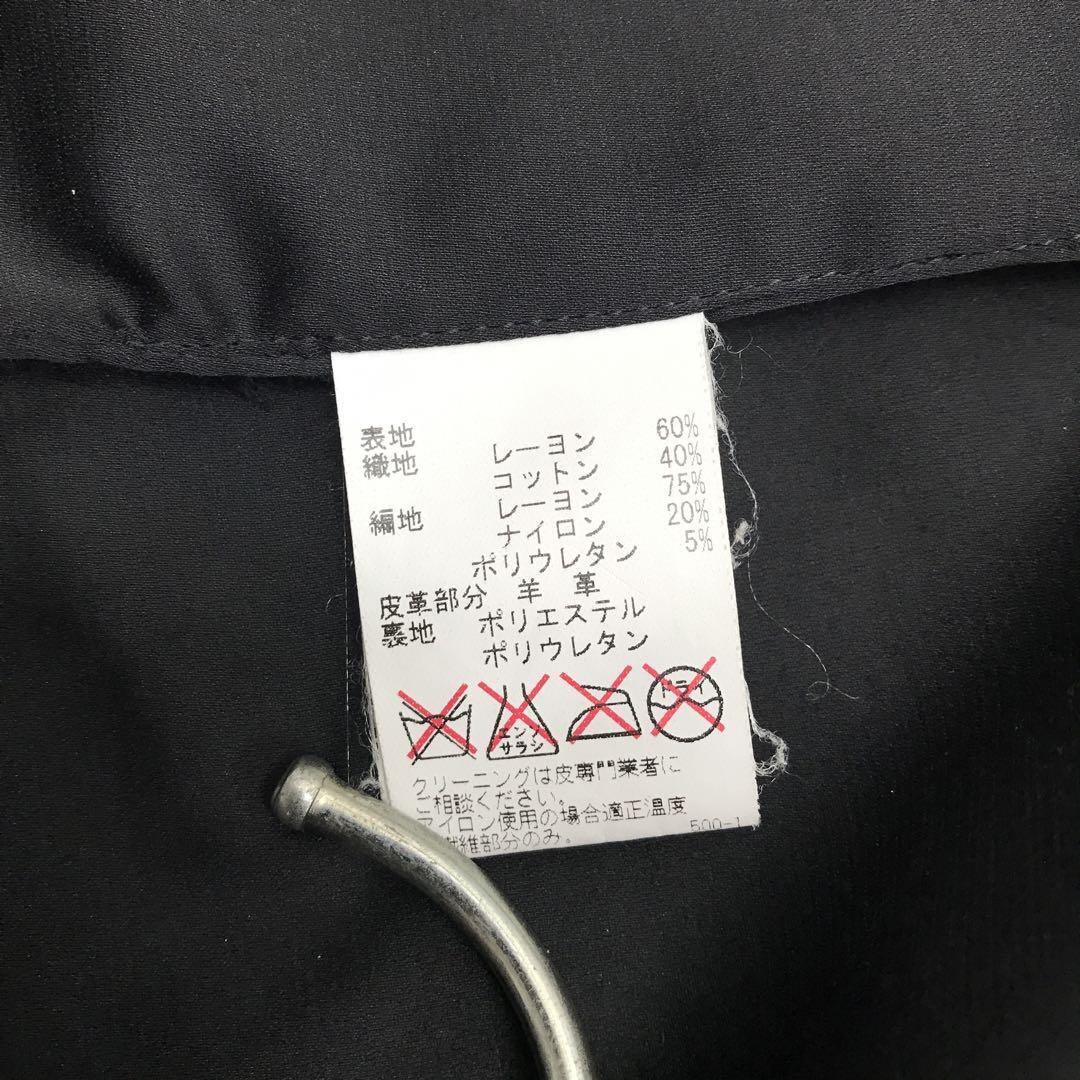 表地
織地 レーヨン 60%
コットン 40%
編地 レーヨン 75%
ナイロン 20%
ポリウレタン 5%
皮革部分 羊 革
裏地 ポリエステル
ポリウレタン
エンソ サラシ ドライ
クリーニングは皮専門業者に
ご相談ください。
アイロン使用の場合適正温度
繊維部分のみ。 500-1